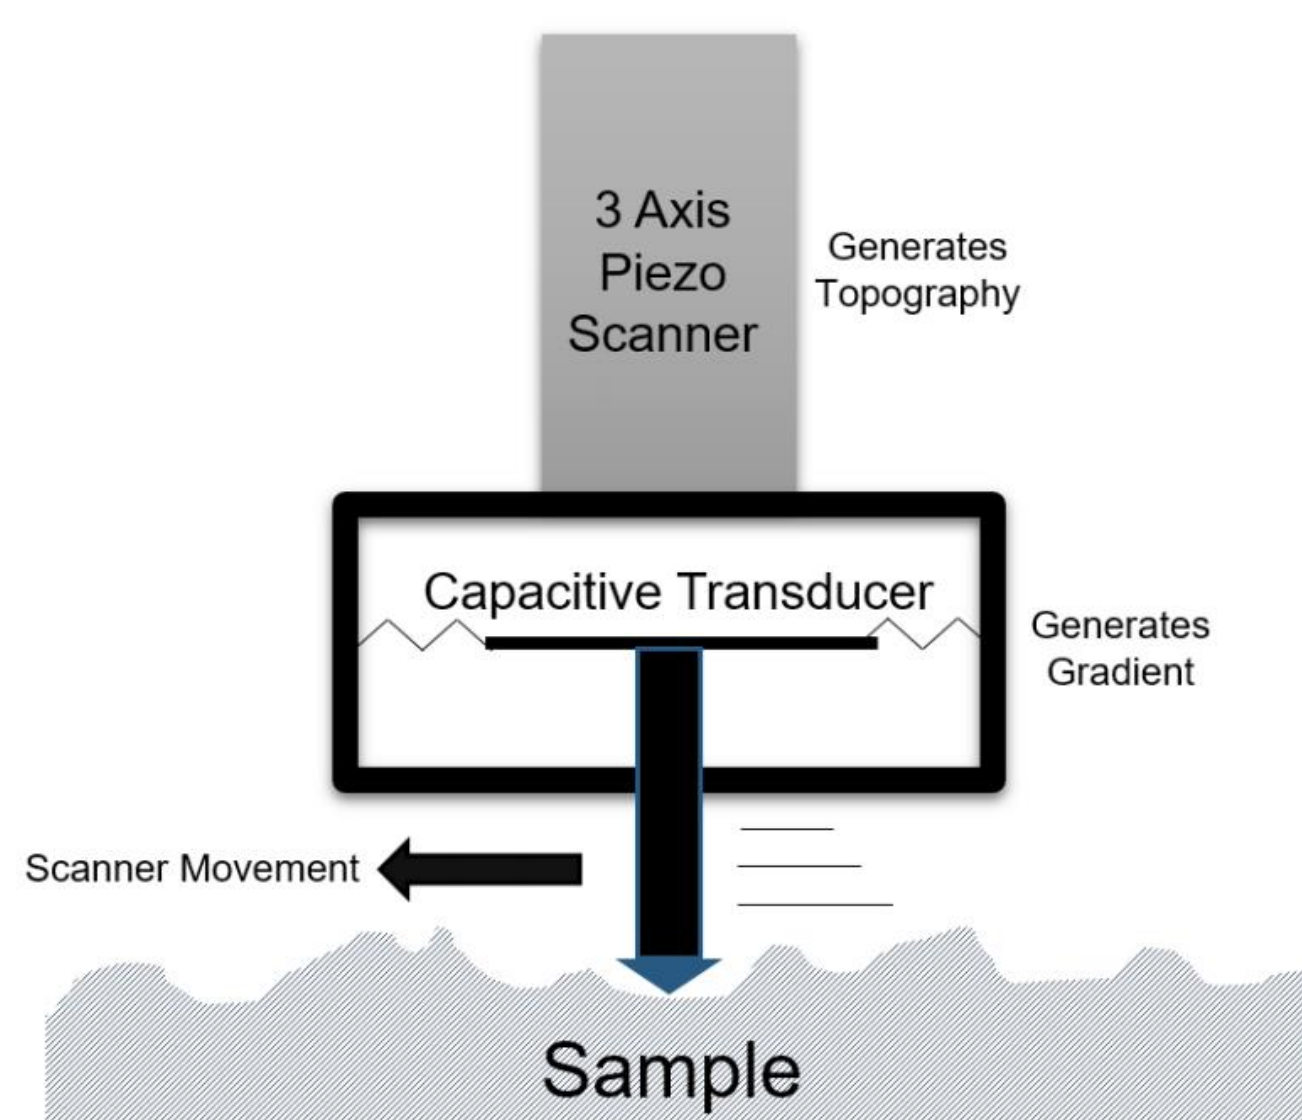 3 Axis
Piezo
Scanner
Generates
Topography
Capacitive Transducer
Generates
Gradient
Scanner Movement
Sample